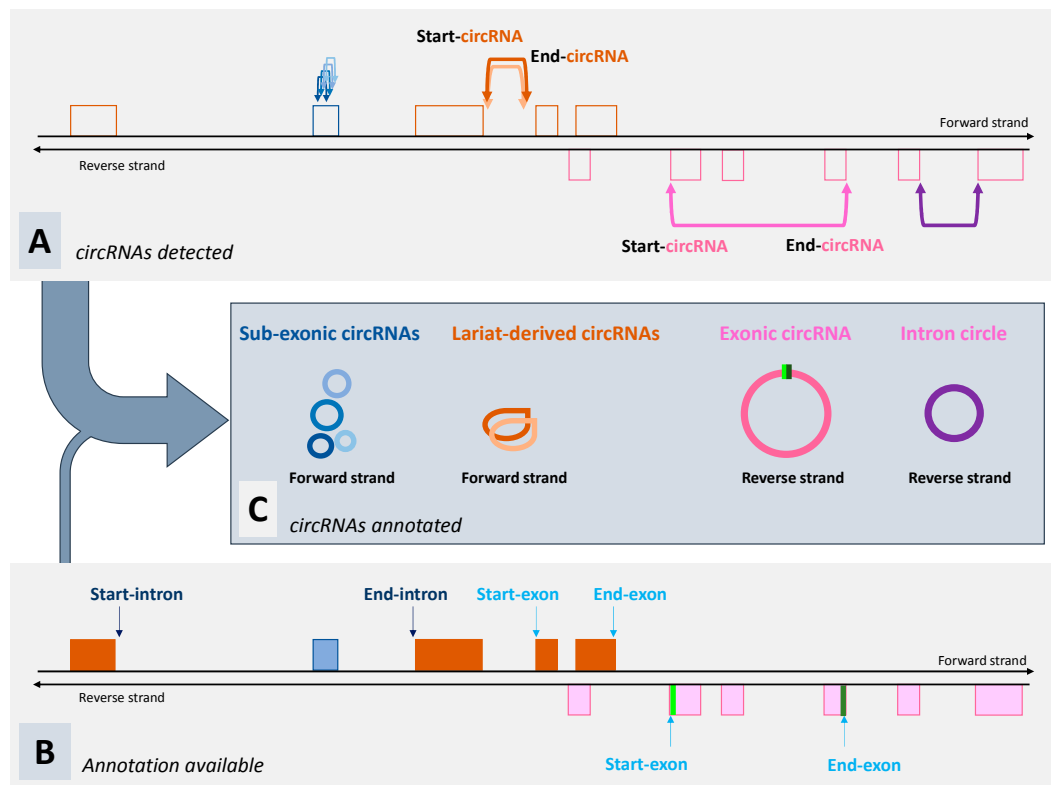 Start-circRNA
End-circRNA
Forward strand
Reverse strand
Start-circRNA
End-circRNA
A
circRNAs detected
Sub-exonic circRNAs
Lariat-derived circRNAs
Exonic circRNA
Intron circle
Forward strand
Forward strand
Reverse strand
Reverse strand
C
circRNAs annotated
Start-intron
End-intron
Start-exon
End-exon
Forward strand
Reverse strand
Start-exon
End-exon
B
Annotation available